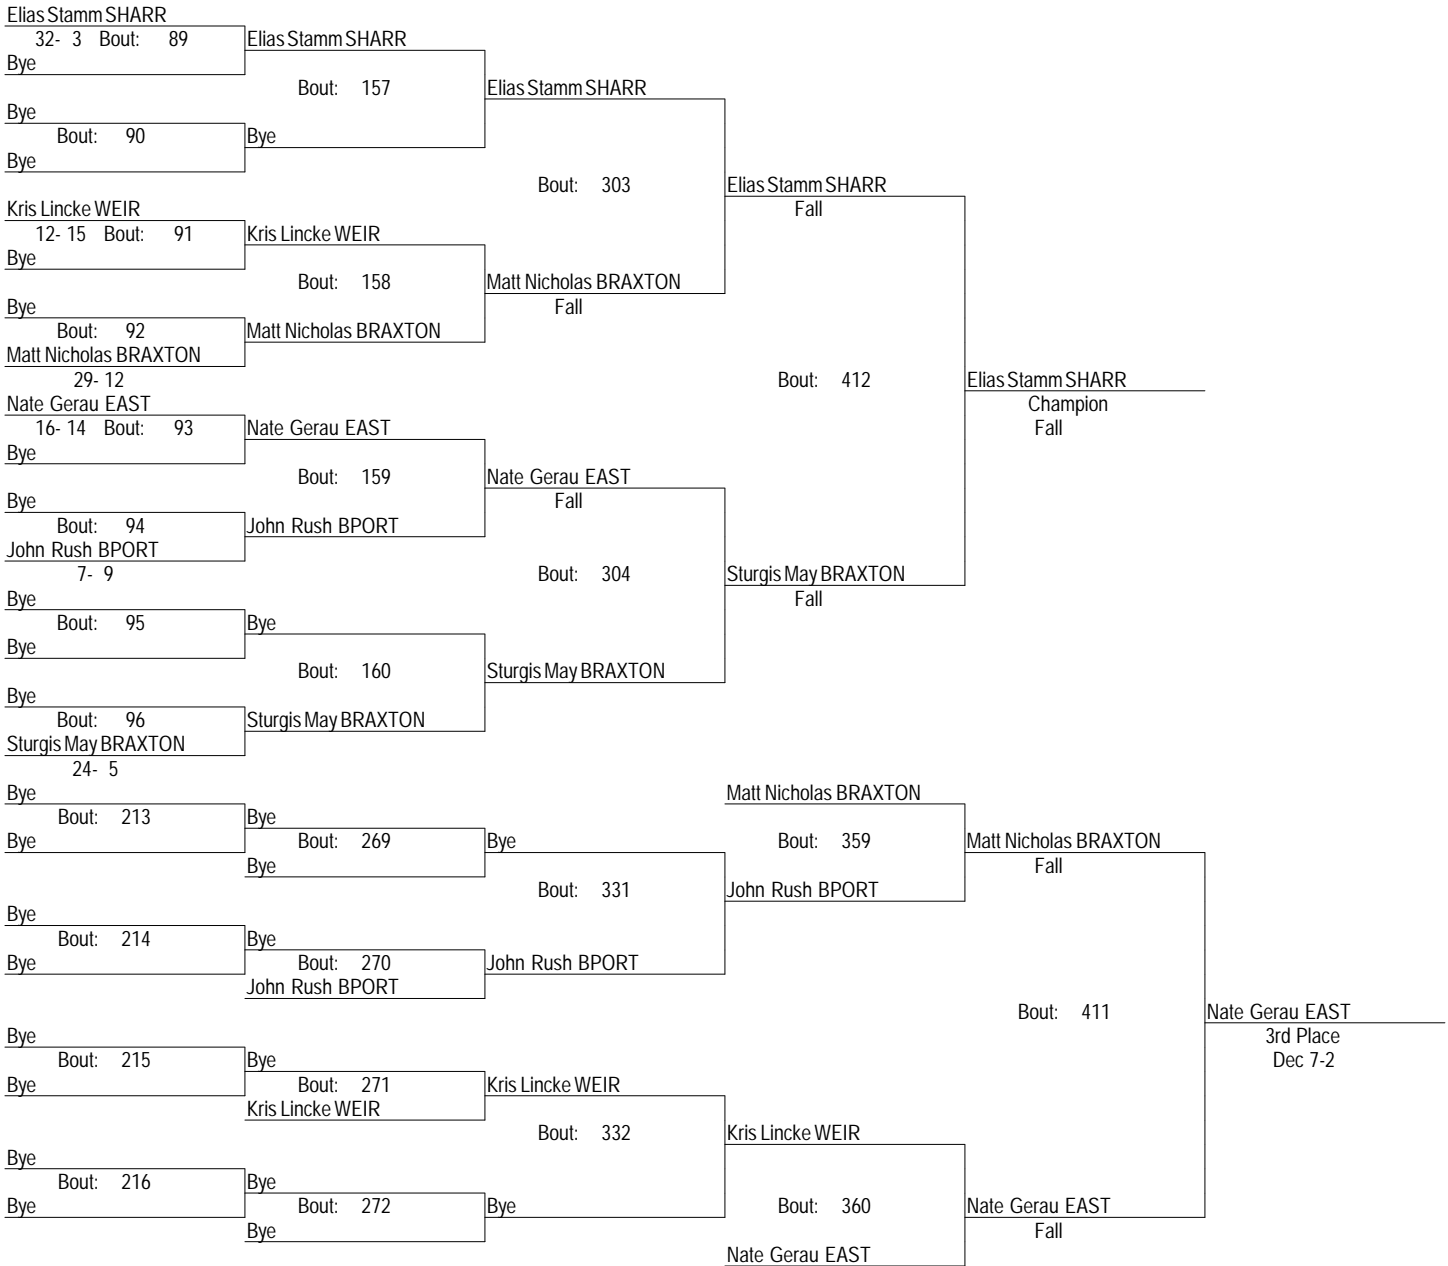 Elias Stamm SHARR
32- 3 Bout: 89 Elias Stamm SHARR
Bye
Bout: 157 Elias Stamm SHARR
Bye
Bout: 90 Bye
Bye
Bout: 303 Elias Stamm SHARR
Fall
Kris Lincke WEIR
12- 15 Bout: 91 Kris Lincke WEIR
Bye
Bout: 158 Matt Nicholas BRAXTON
Fall
Bye
Bout: 92 Matt Nicholas BRAXTON
Matt Nicholas BRAXTON
29- 12
Bout: 412 Elias Stamm SHARR
Champion
Fall
Nate Gerau EAST
16- 14 Bout: 93 Nate Gerau EAST
Bye
Bout: 159 Nate Gerau EAST
Fall
Bye
Bout: 94 John Rush BPORT
John Rush BPORT
7- 9
Bout: 304 Sturgis May BRAXTON
Fall
Bye
Bout: 95 Bye
Bye
Bout: 160 Sturgis May BRAXTON
Bye
Bout: 96 Sturgis May BRAXTON
Sturgis May BRAXTON
24- 5
Bye
Bout: 213 Bye
Bye
Bout: 269 Bye
Bye
Matt Nicholas BRAXTON
Bout: 359 Matt Nicholas BRAXTON
Fall
Bout: 331 John Rush BPORT
Bye
Bout: 214 Bye
Bye
Bout: 270 John Rush BPORT
John Rush BPORT
Bout: 411 Nate Gerau EAST
3rd Place
Dec 7-2
Bye
Bout: 215 Bye
Bye
Bout: 271 Kris Lincke WEIR
Kris Lincke WEIR
Bout: 332 Kris Lincke WEIR
Bye
Bout: 216 Bye
Bye
Bout: 272 Bye
Bye
Bout: 360 Nate Gerau EAST
Fall
Nate Gerau EAST